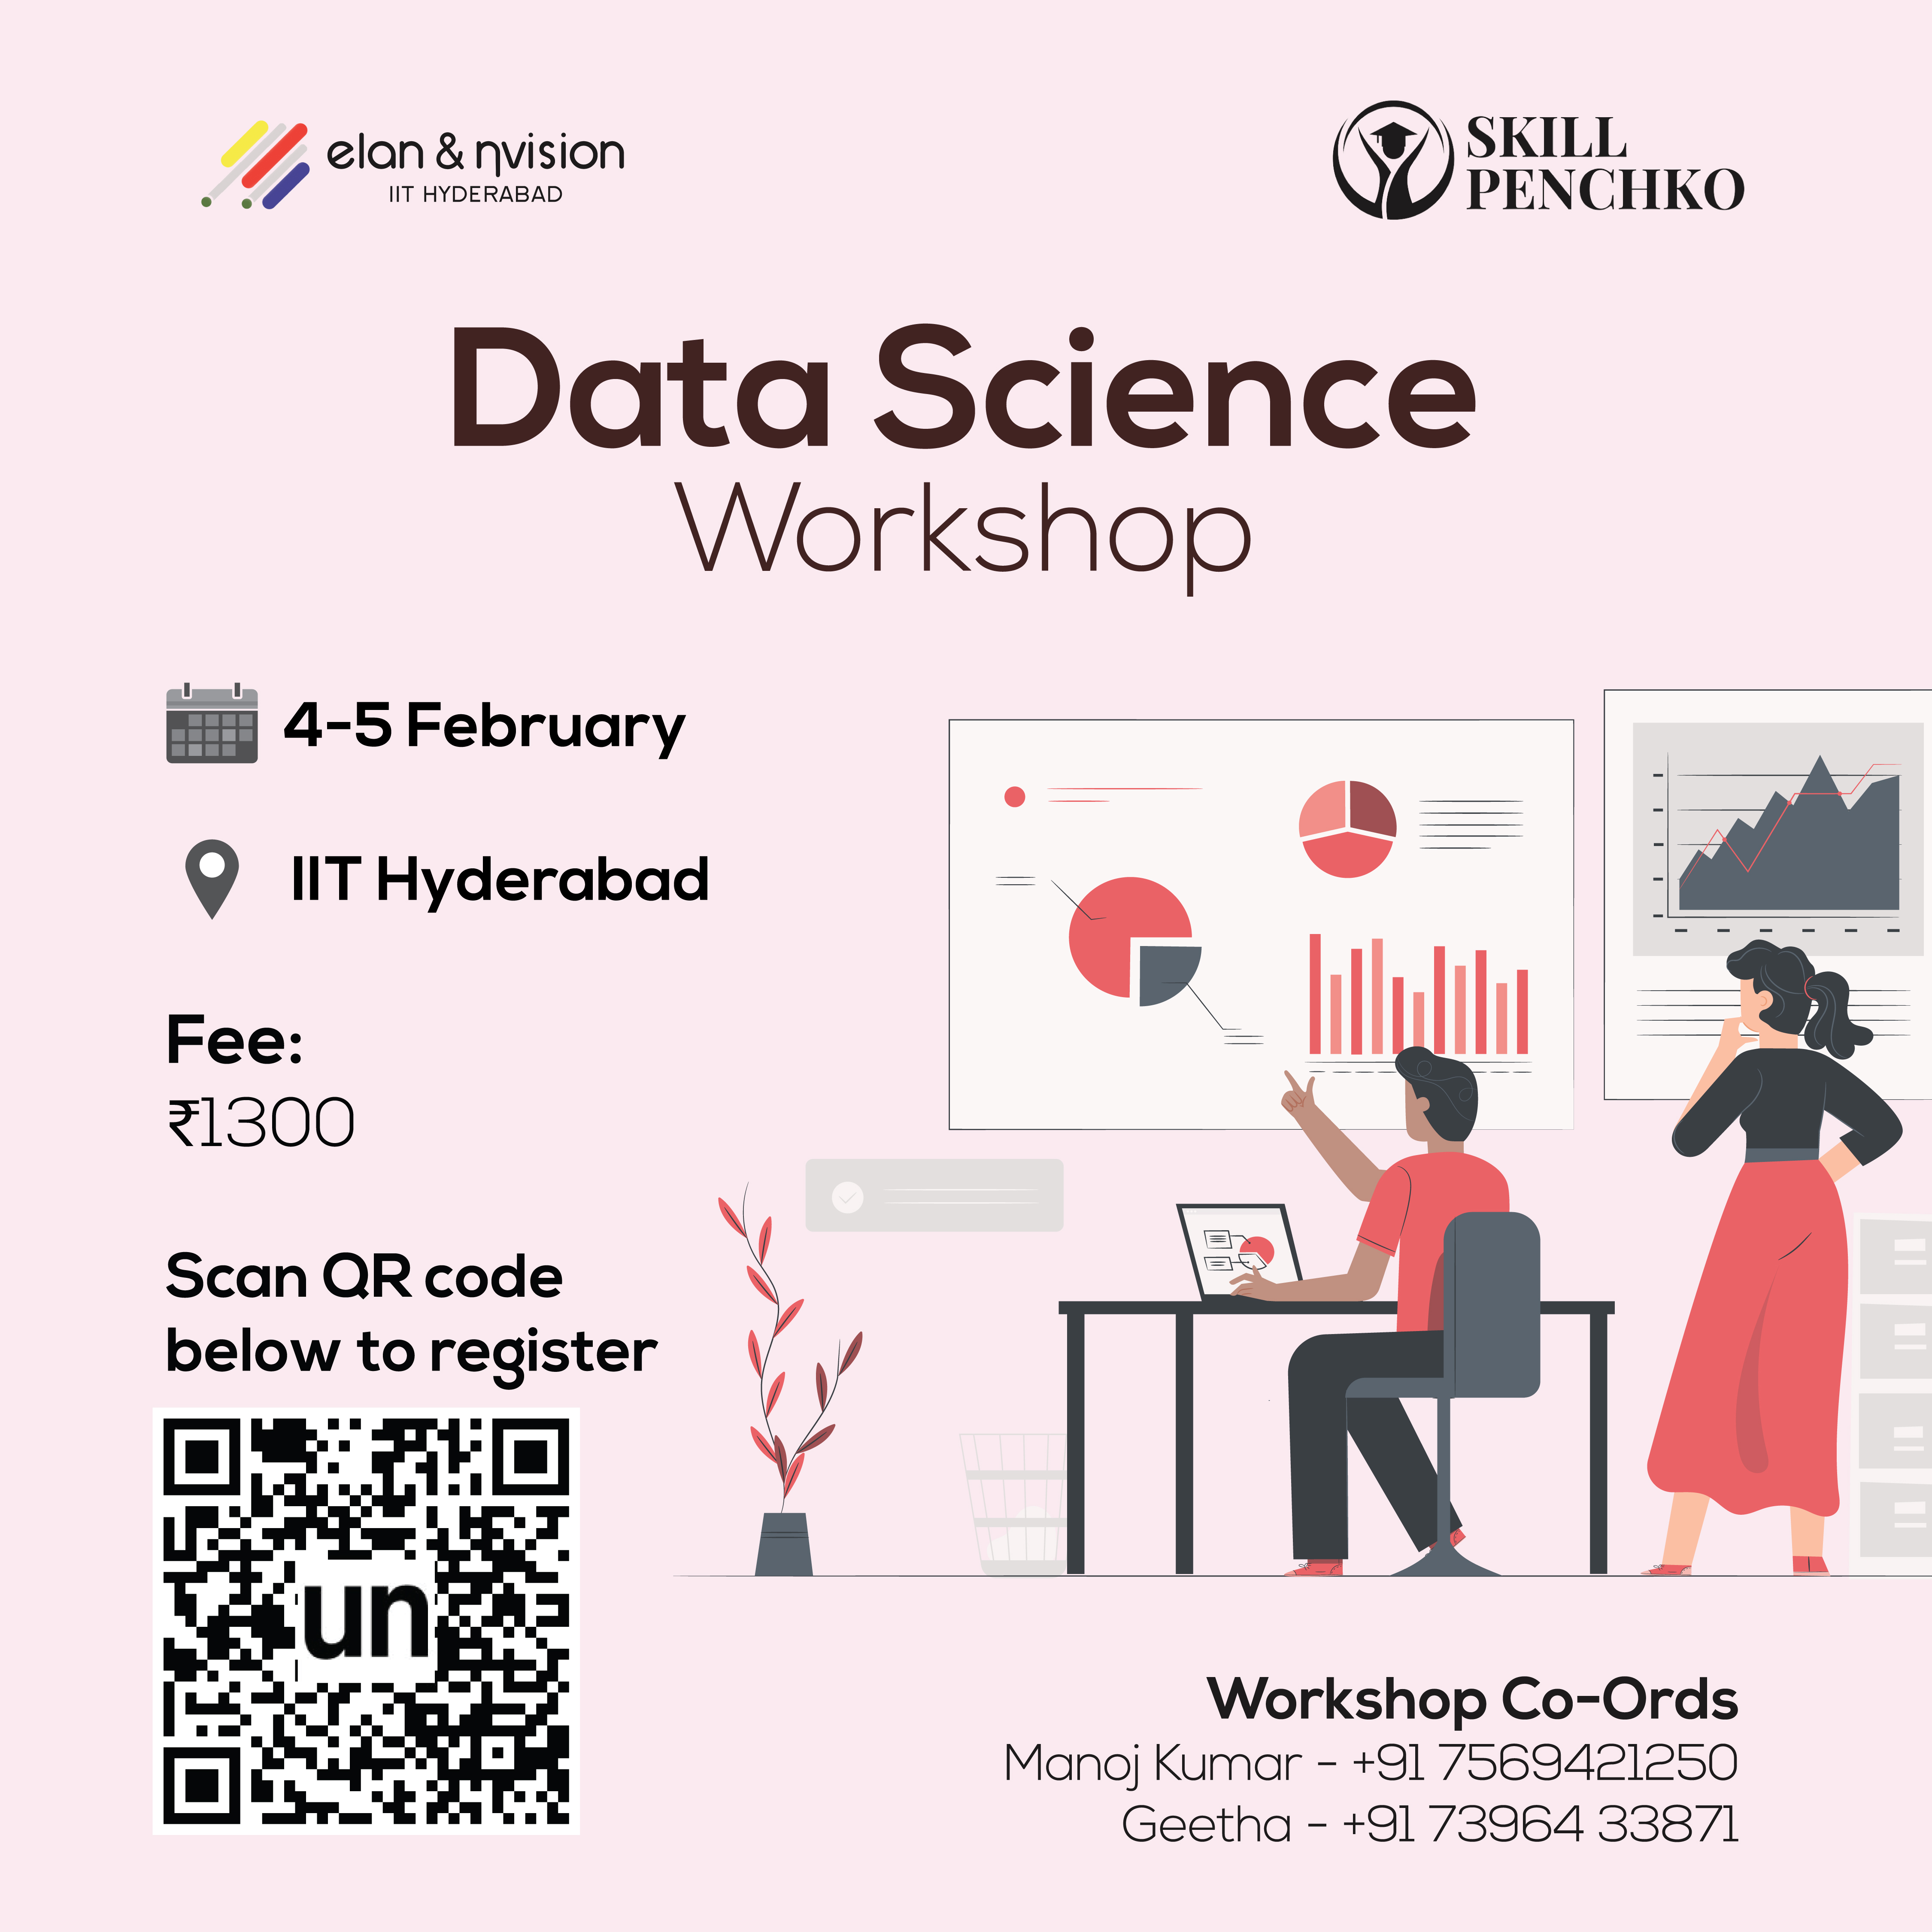 elan & nvision
IIT HYDERABAD
SKILL
PENCHKO
Data Science
Workshop
4-5 February
IIT Hyderabad
Fee:
₹1300
Scan QR code
below to register
un
Workshop Co-Ords
Manoj Kumar - +91 7569421250
Geetha - +91 73964 33871